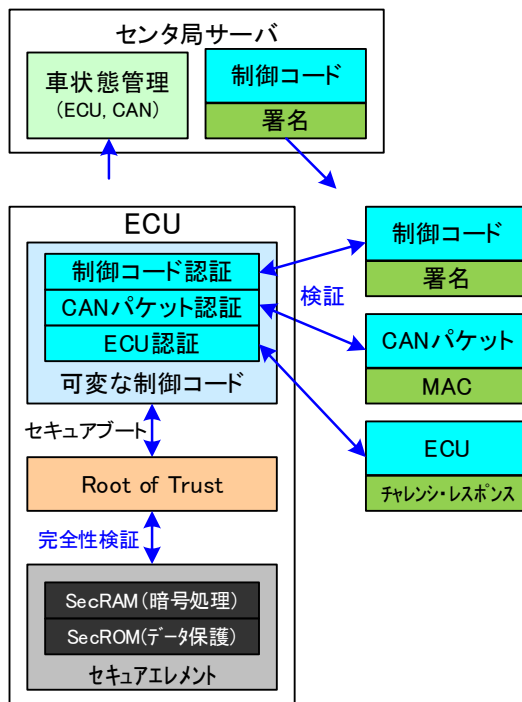 センタ局サーバ
車状態管理
(ECU, CAN)
制御コード
署名
ECU
制御コード認証
CANパケット認証
ECU認証
可変な制御コード
検証
制御コード
署名
CANパケット
MAC
ECU
チャレンシ・レスポンス
セキュアブート
Root of Trust
完全性検証
SecRAM(暗号処理)
SecROM(データ保護)
セキュアエレメント